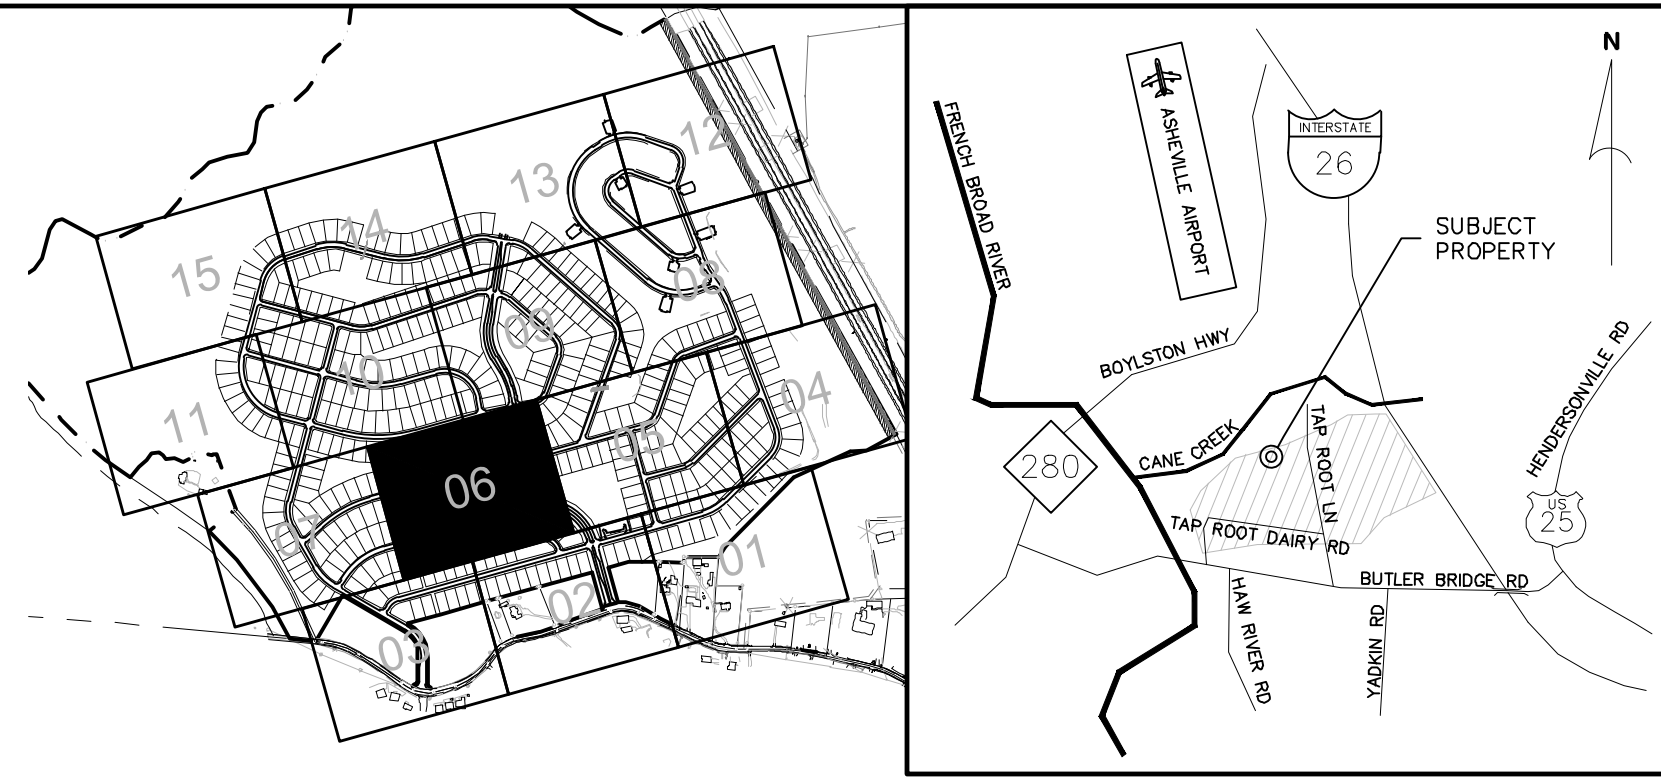 12
13
14
15
08
09
10
11
04
05
06
07
01
02
03
N
ASHEVILLE AIRPORT
INTERSTATE
26
FRENCH BROAD RIVER
SUBJECT
PROPERTY
BOYLSTON HWY
HENDERSONVILLE RD
CANE CREEK
TAP ROOT LN
280
US
25
TAP ROOT DAIRY RD
BUTLER BRIDGE RD
HAW RIVER RD
YADKIN RD